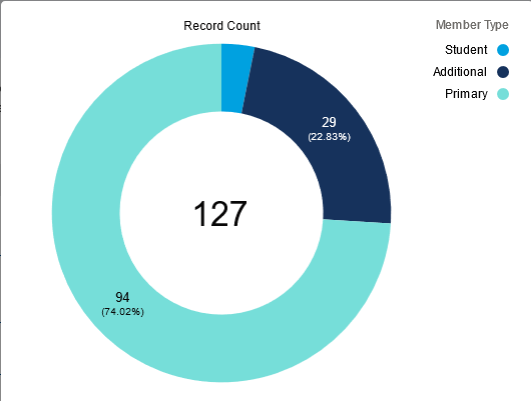 Record Count
Member Type
Student
Additional
Primary
29
(22.83%)
127
94
(74.02%)